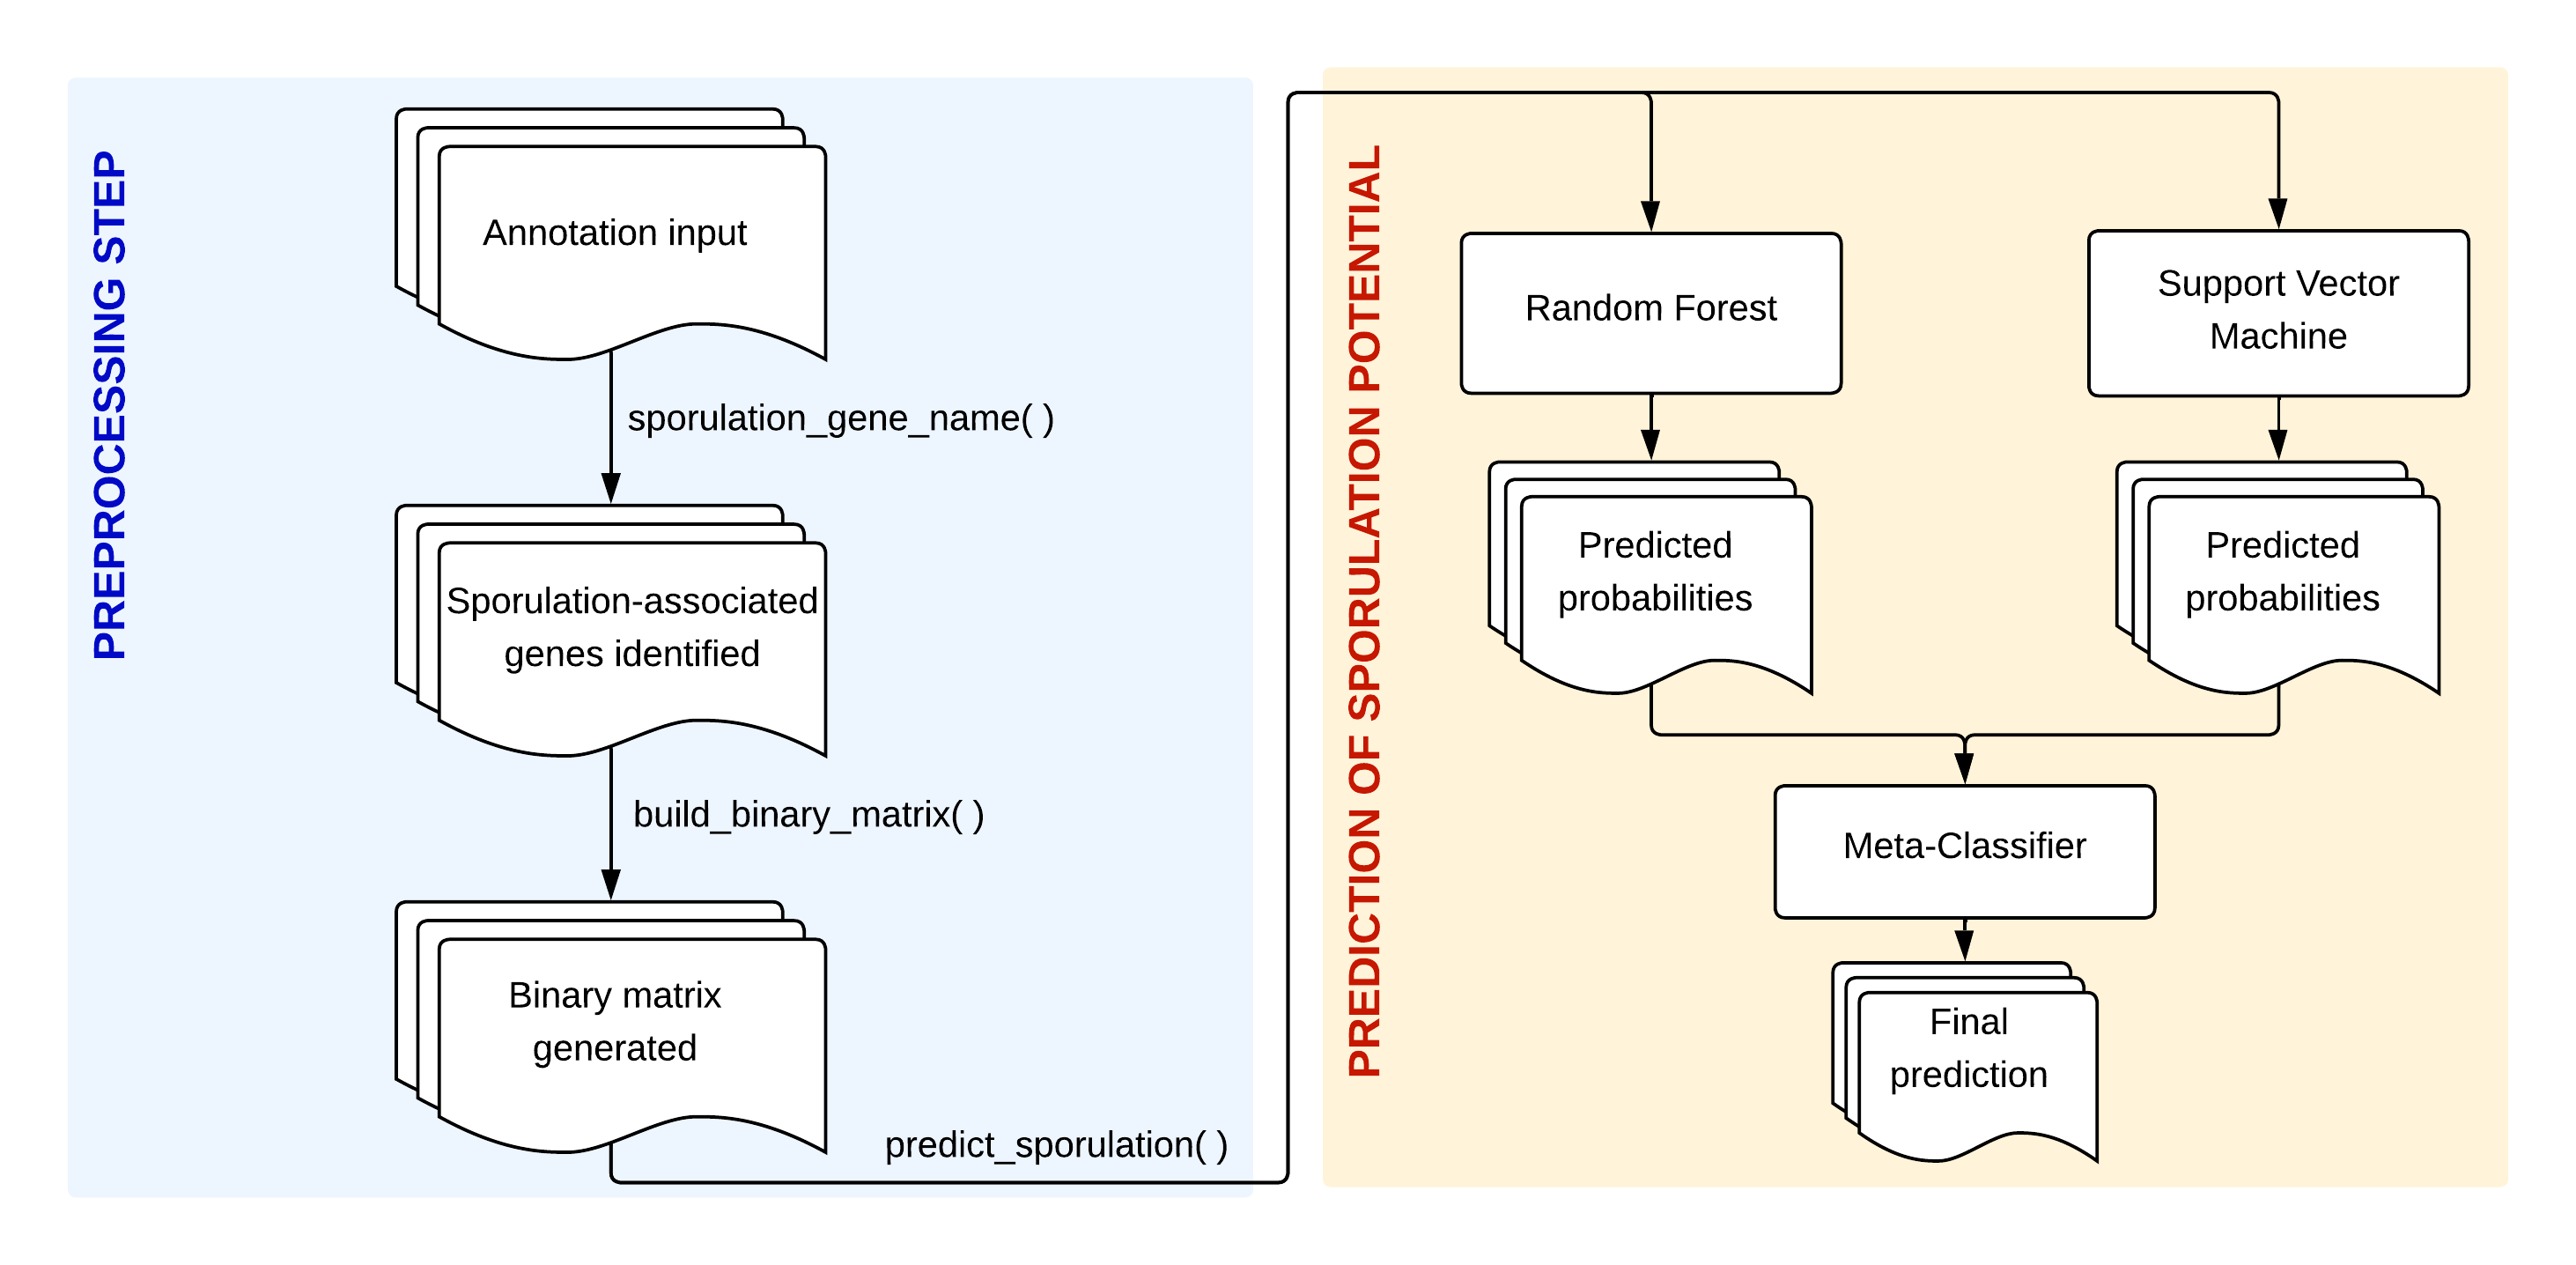 PREPROCESSING STEP
Annotation input
sporulation_gene_name( )
Sporulation-associated
genes identified
build_binary_matrix( )
Binary matrix
generated
predict_sporulation( )
PREDICTION OF SPORULATION POTENTIAL
Random Forest
Support Vector
Machine
Predicted
probabilities
Predicted
probabilities
Meta-Classifier
Final
prediction